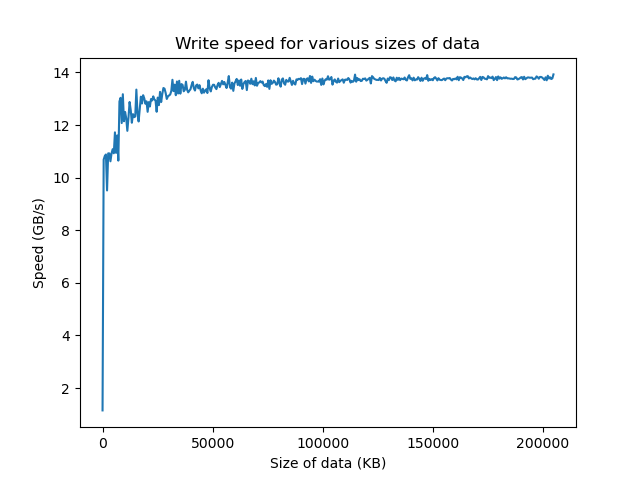 Write speed for various sizes of data
14
12
10
8
6
4
2
Speed (GB/s)
0 50000 100000 150000 200000
Size of data (KB)